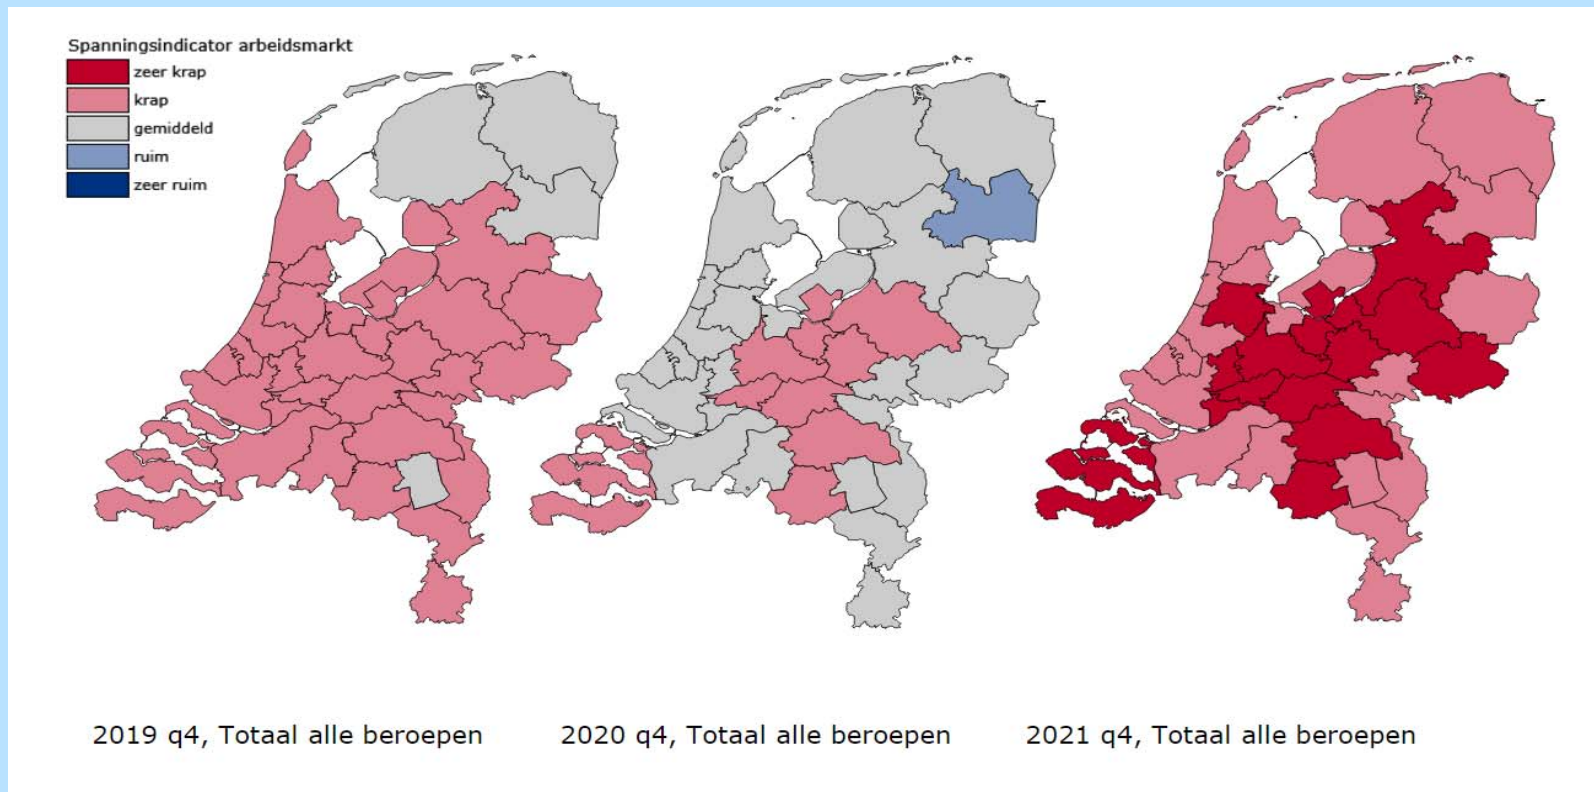 Spanningsindicator arbeidsmarkt
zeer krap
krap
gemiddeld
ruim
zeer ruim
2019 q4, Totaal alle beroepen
2020 q4, Totaal alle beroepen
2021 q4, Totaal alle beroepen